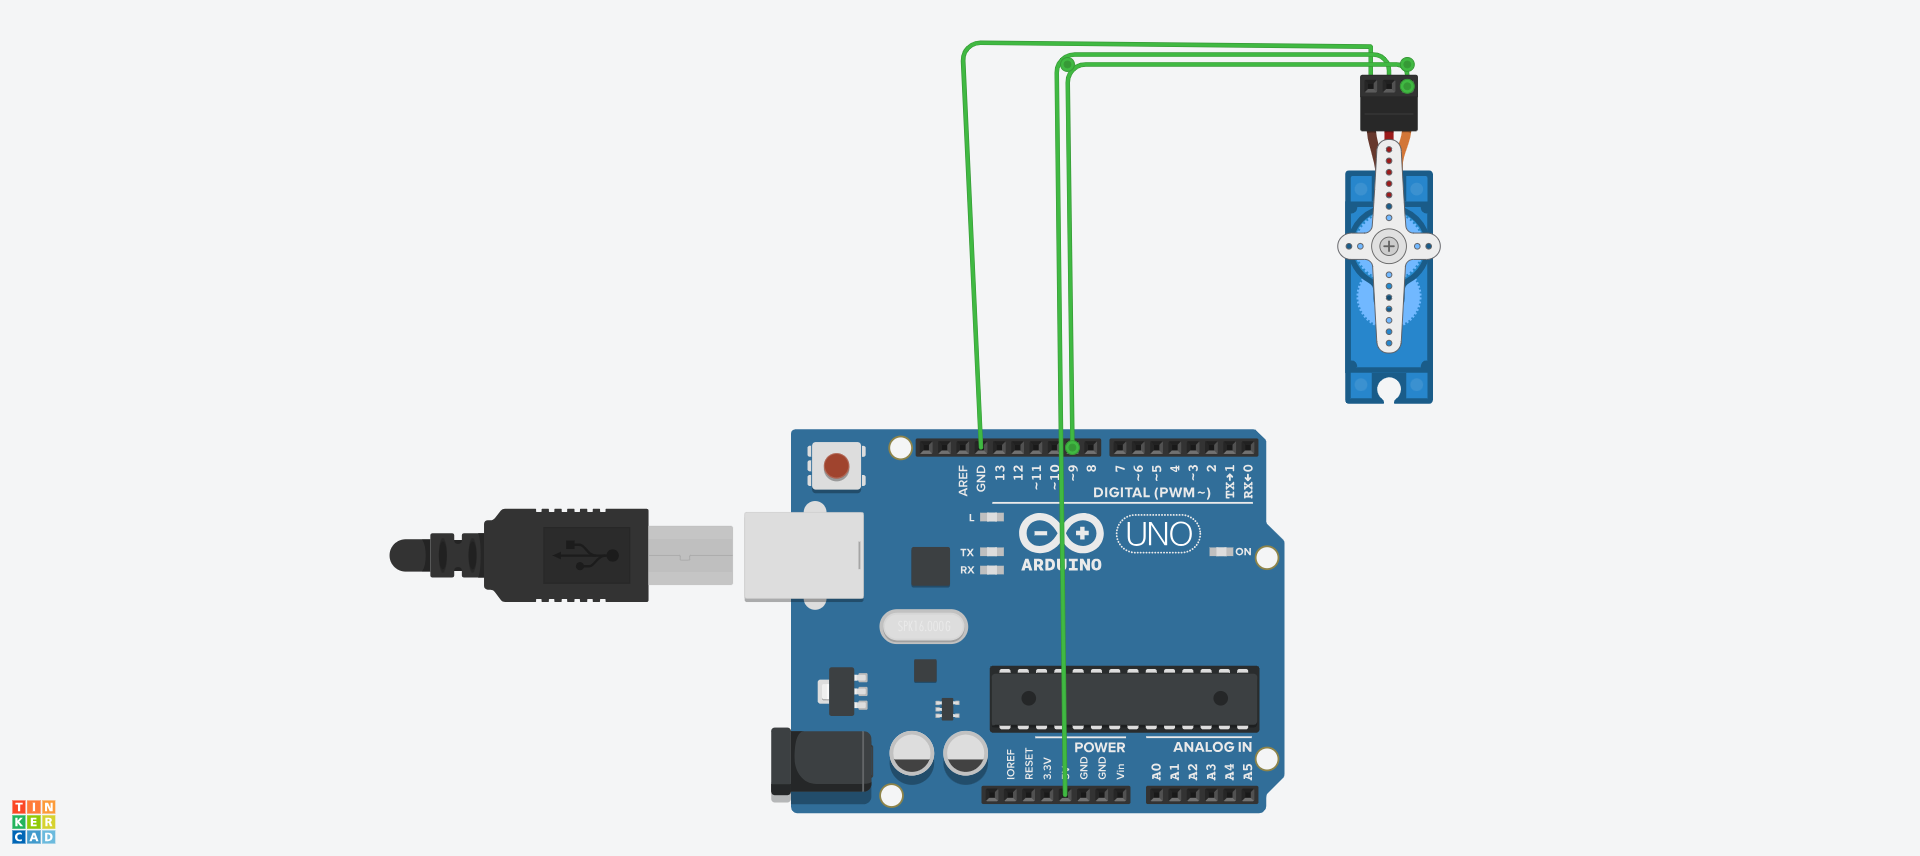 AREF
GND
13
12
~11
~10
~9
8
7
~6
~5
4
~3
2
TX→1
RX←0
DIGITAL (PWM~)
L
TX
RX
ARDUINO
UNO
ON
SPK16.000G
POWER
ANALOG IN
IOREF
RESET
3.3V
5V
GND
GND
Vin
A0
A1
A2
A3
A4
A5
TIN
KER
CAD